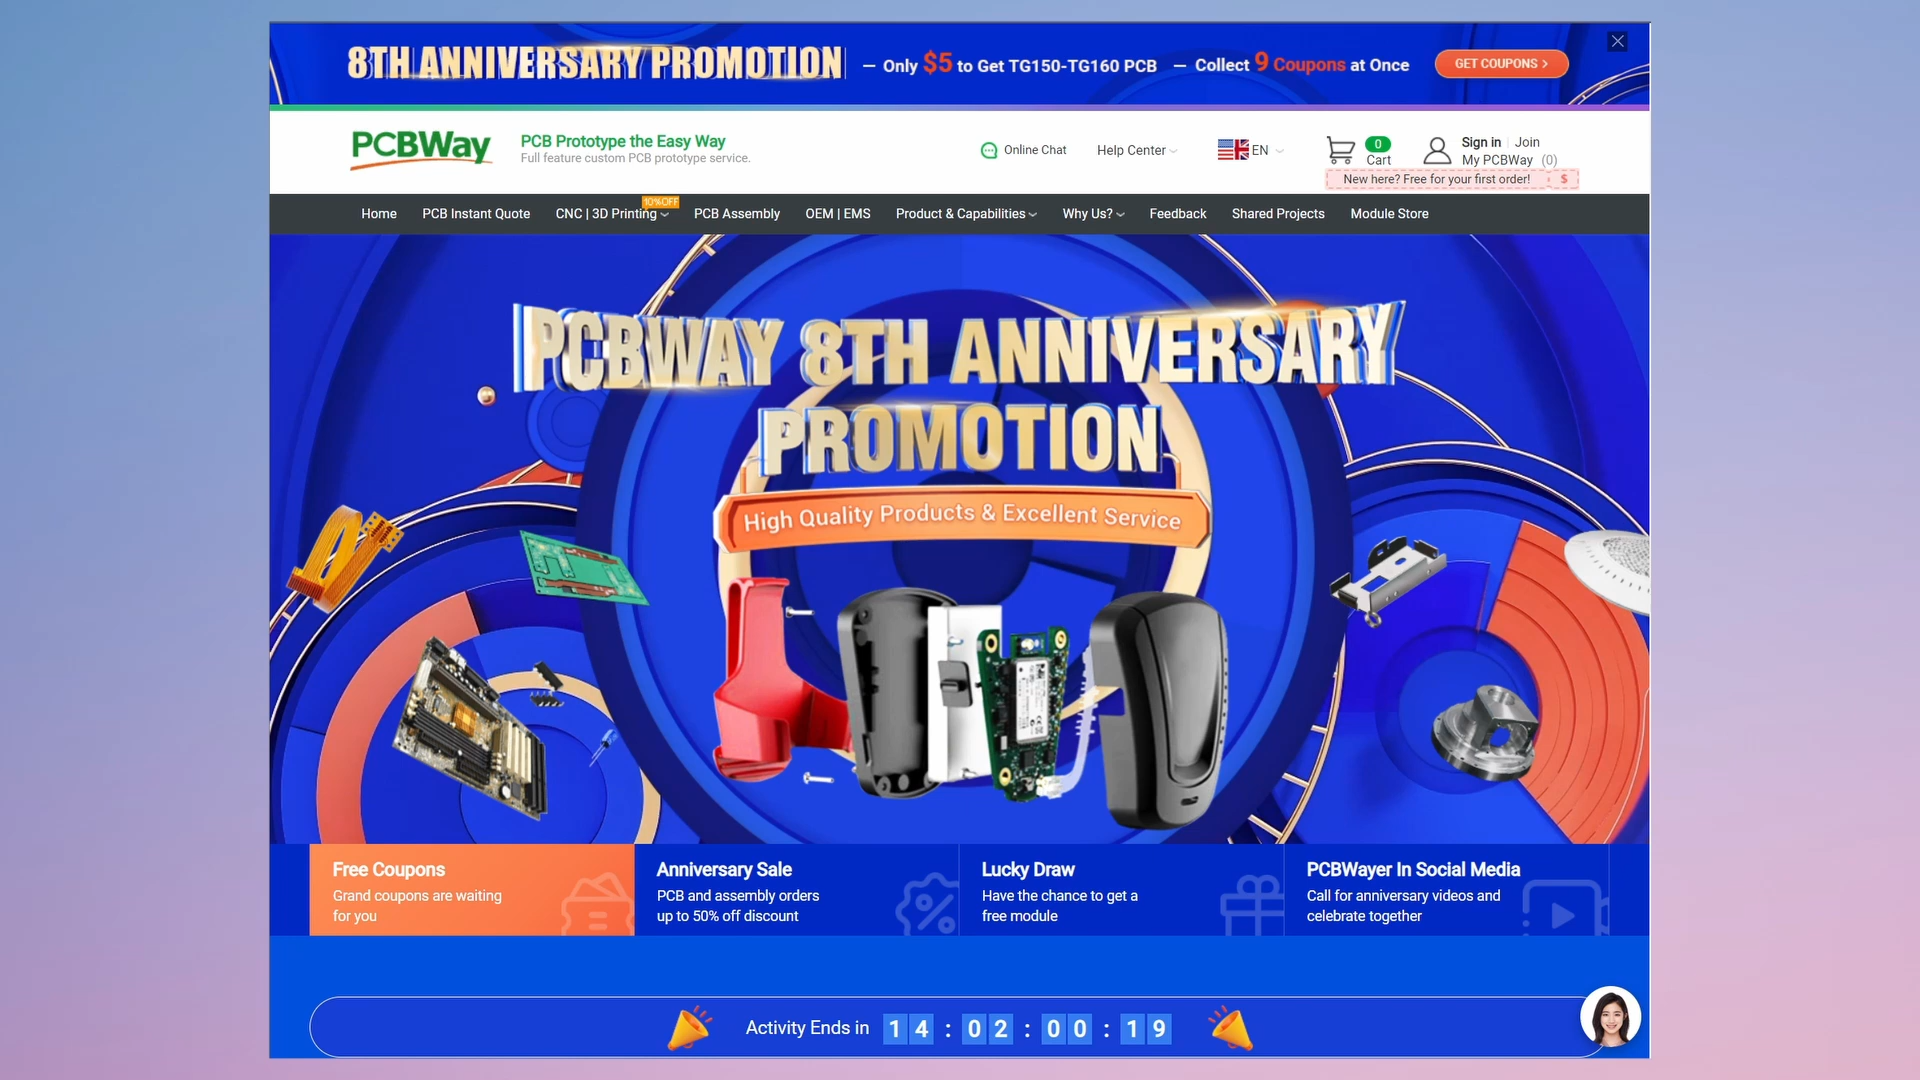 8TH ANNIVERSARY PROMOTION — Only $5 to Get TG150-TG160 PCB — Collect 9 Coupons at Once GET COUPONS >
PCBWay PCB Prototype the Easy Way
Full feature custom PCB prototype service.
Online Chat Help Center EN 0 Cart Sign in | Join
My PCBWay (0)
New here? Free for your first order! $
10%OFF
Home PCB Instant Quote CNC | 3D Printing PCB Assembly OEM | EMS Product & Capabilities Why Us? Feedback Shared Projects Module Store
PCBWAY 8TH ANNIVERSARY
PROMOTION
High Quality Products & Excellent Service
Free Coupons
Grand coupons are waiting
for you
Anniversary Sale
PCB and assembly orders
up to 50% off discount
Lucky Draw
Have the chance to get a
free module
PCBWayer In Social Media
Call for anniversary videos and
celebrate together
Activity Ends in 14 : 02 : 00 : 19